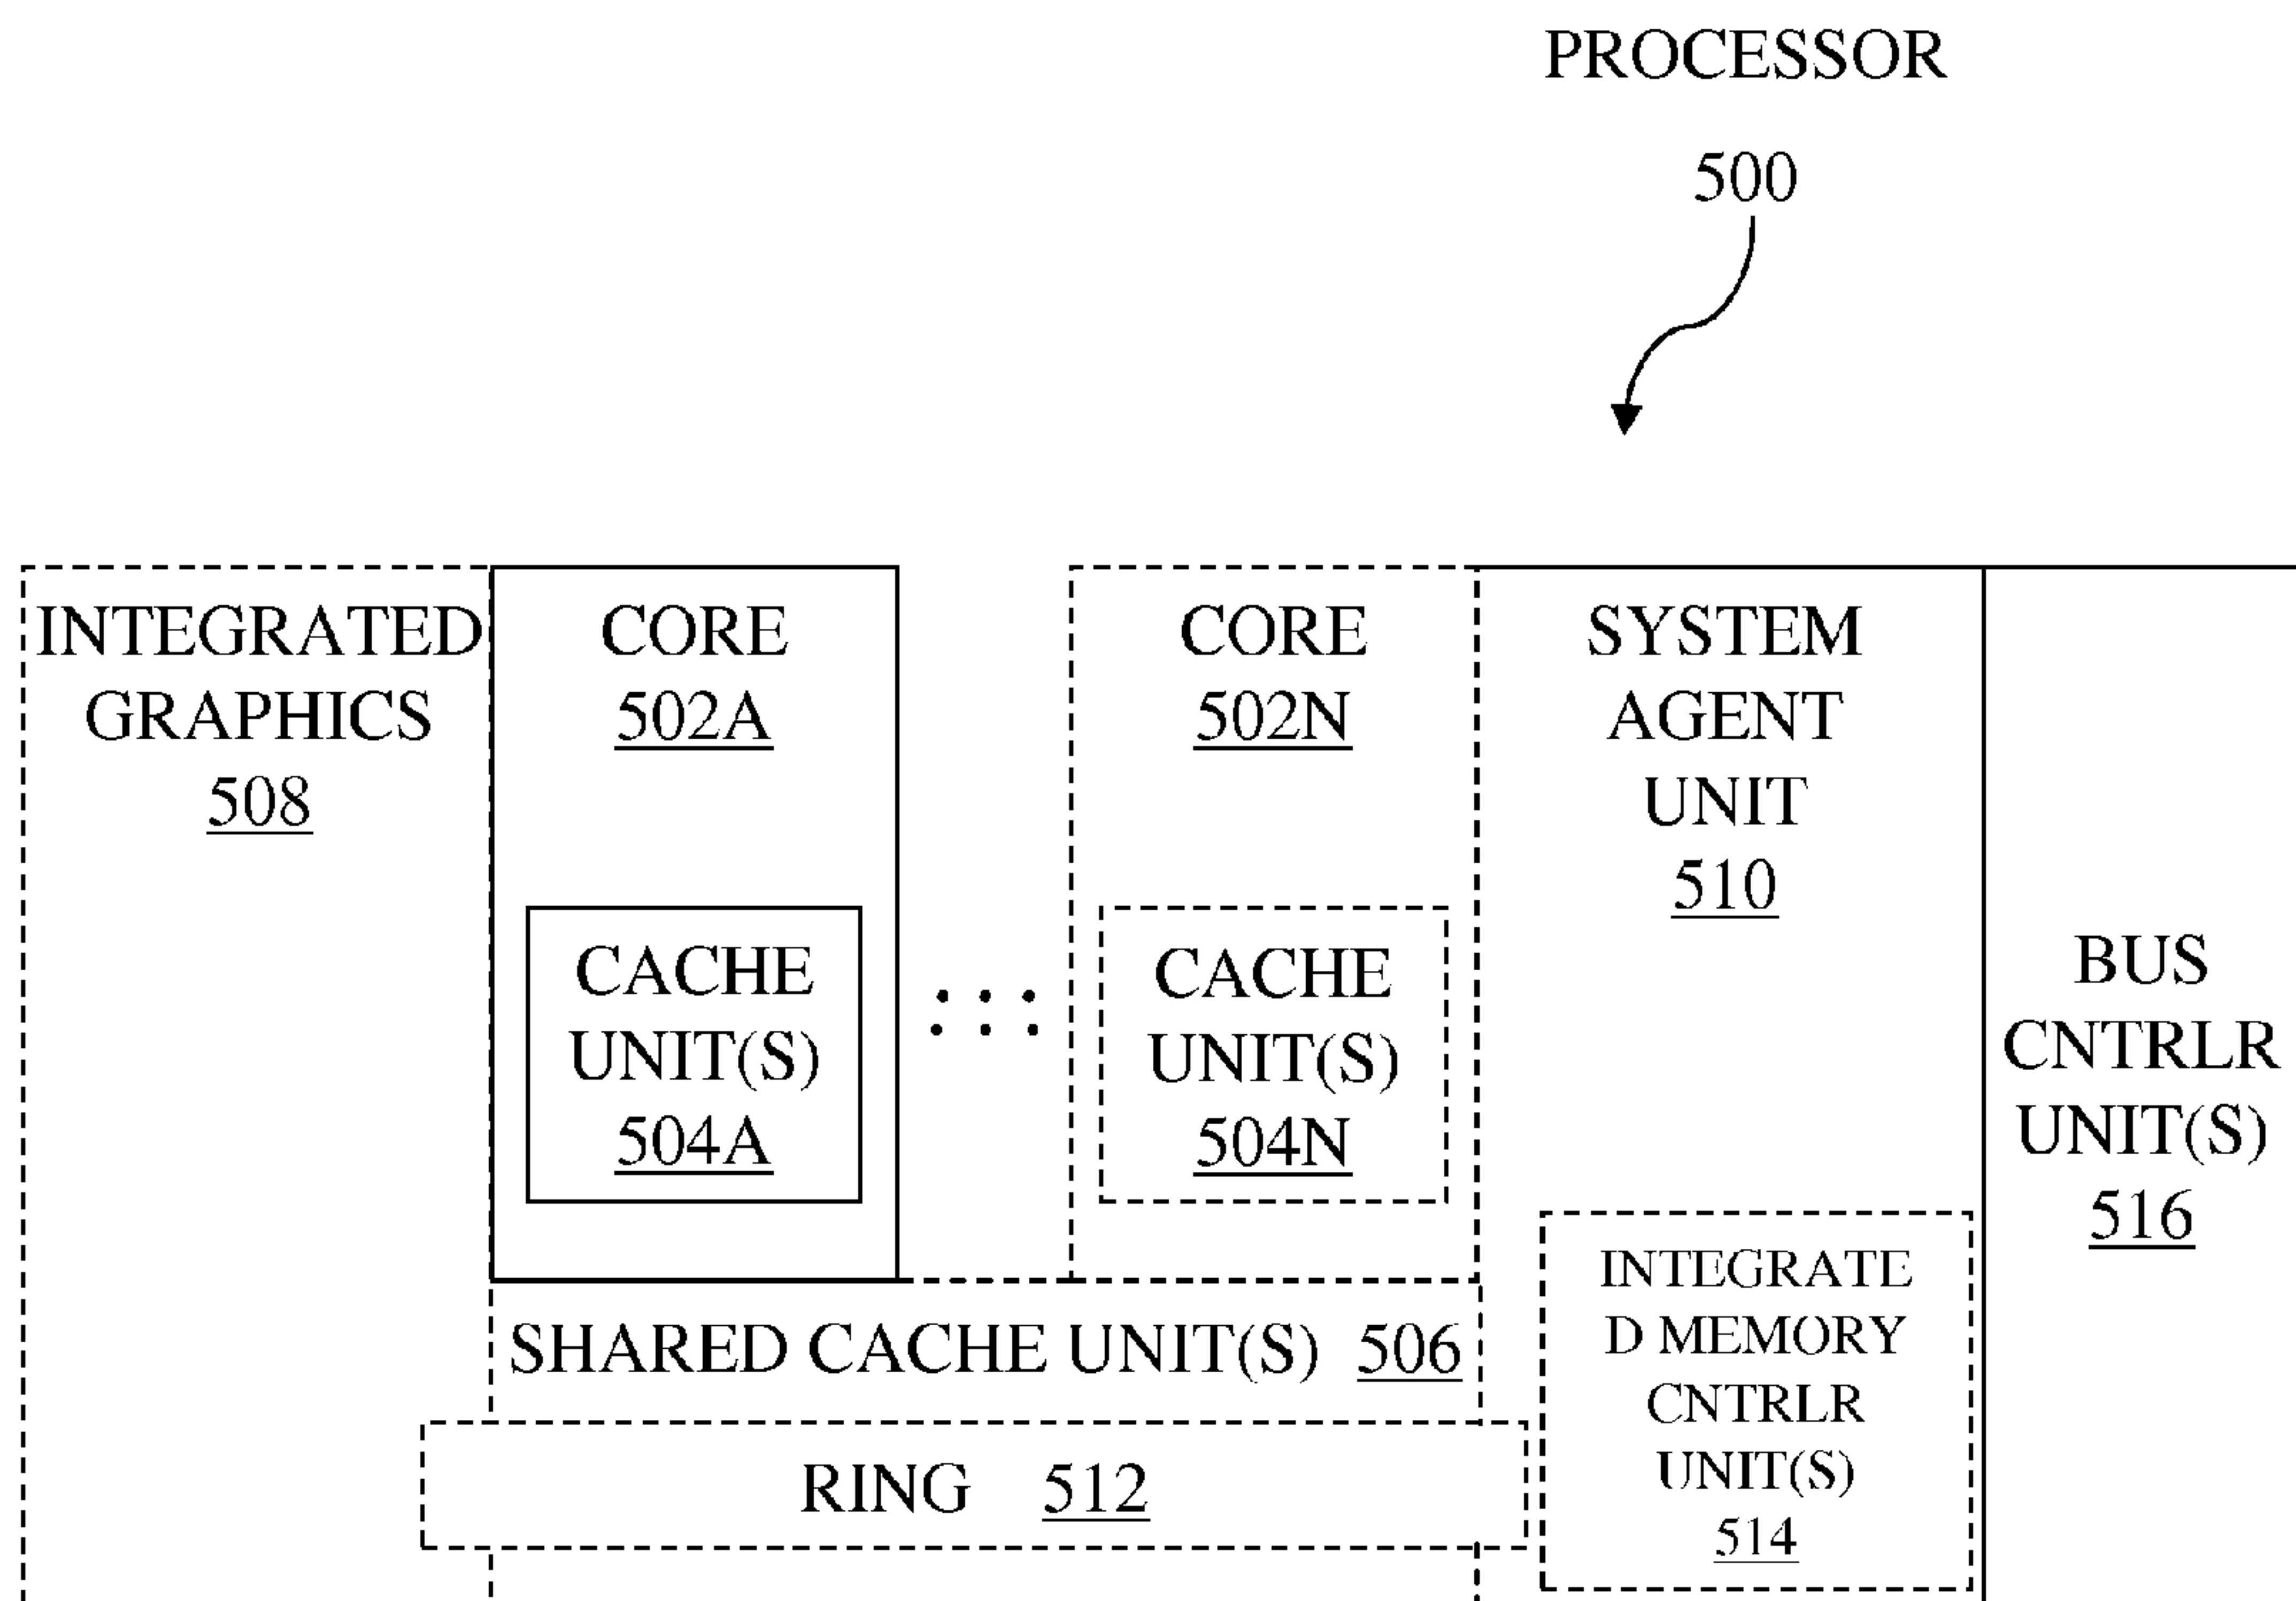 PROCESSOR
500
INTEGRATED
GRAPHICS
508
CORE
502A
CACHE
UNIT(S)
504A
CORE
502N
CACHE
UNIT(S)
504N
SYSTEM
AGENT
UNIT
510
BUS
CNTRLR
UNIT(S)
516
INTEGRATE
D MEMORY
CNTRLR
UNIT(S)
514
SHARED CACHE UNIT(S) 506
RING 512